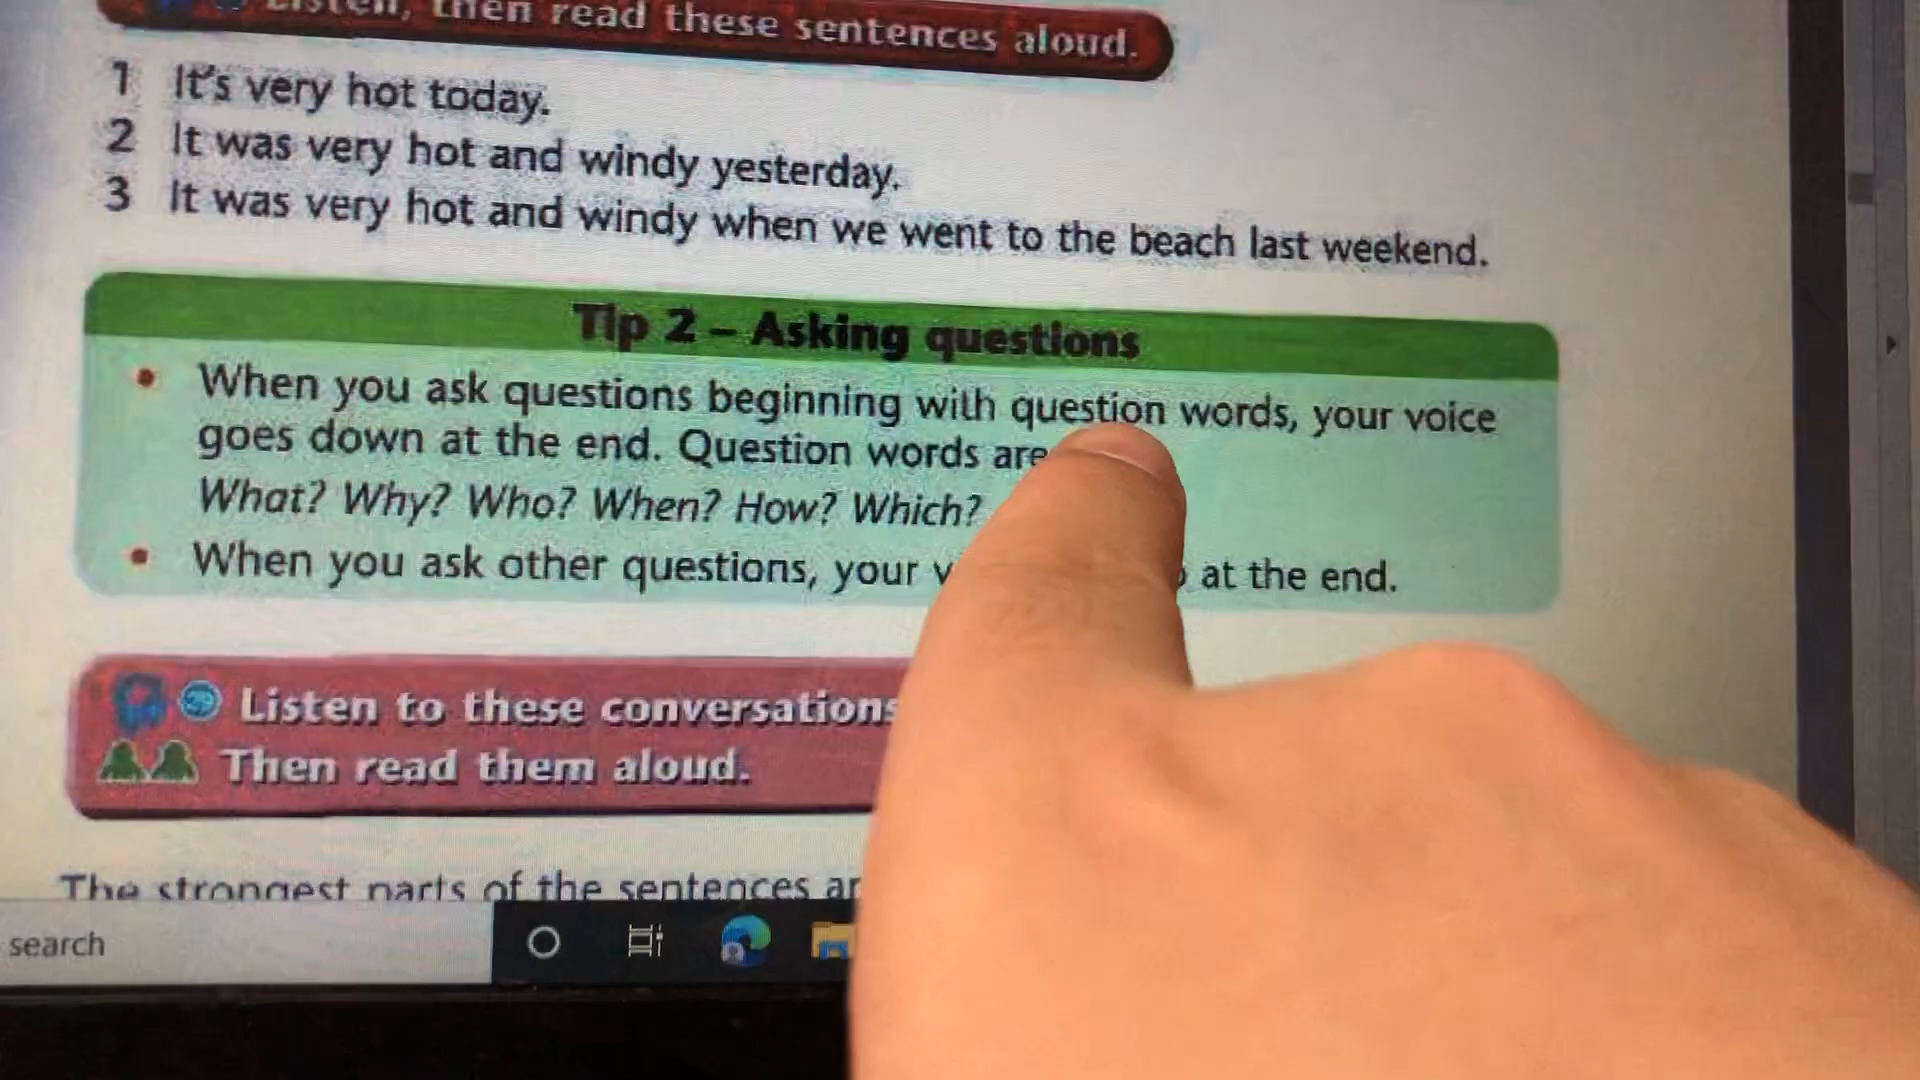 Listen, then read these sentences aloud.
1 It's very hot today.
2 It was very hot and windy yesterday.
3 It was very hot and windy when we went to the beach last weekend.
Tip 2 – Asking questions
• When you ask questions beginning with question words, your voice
goes down at the end. Question words are
What? Why? Who? When? How? Which?
• When you ask other questions, your at the end.
Listen to these conversations
Then read them aloud.
The strongest parts of the sentences
search